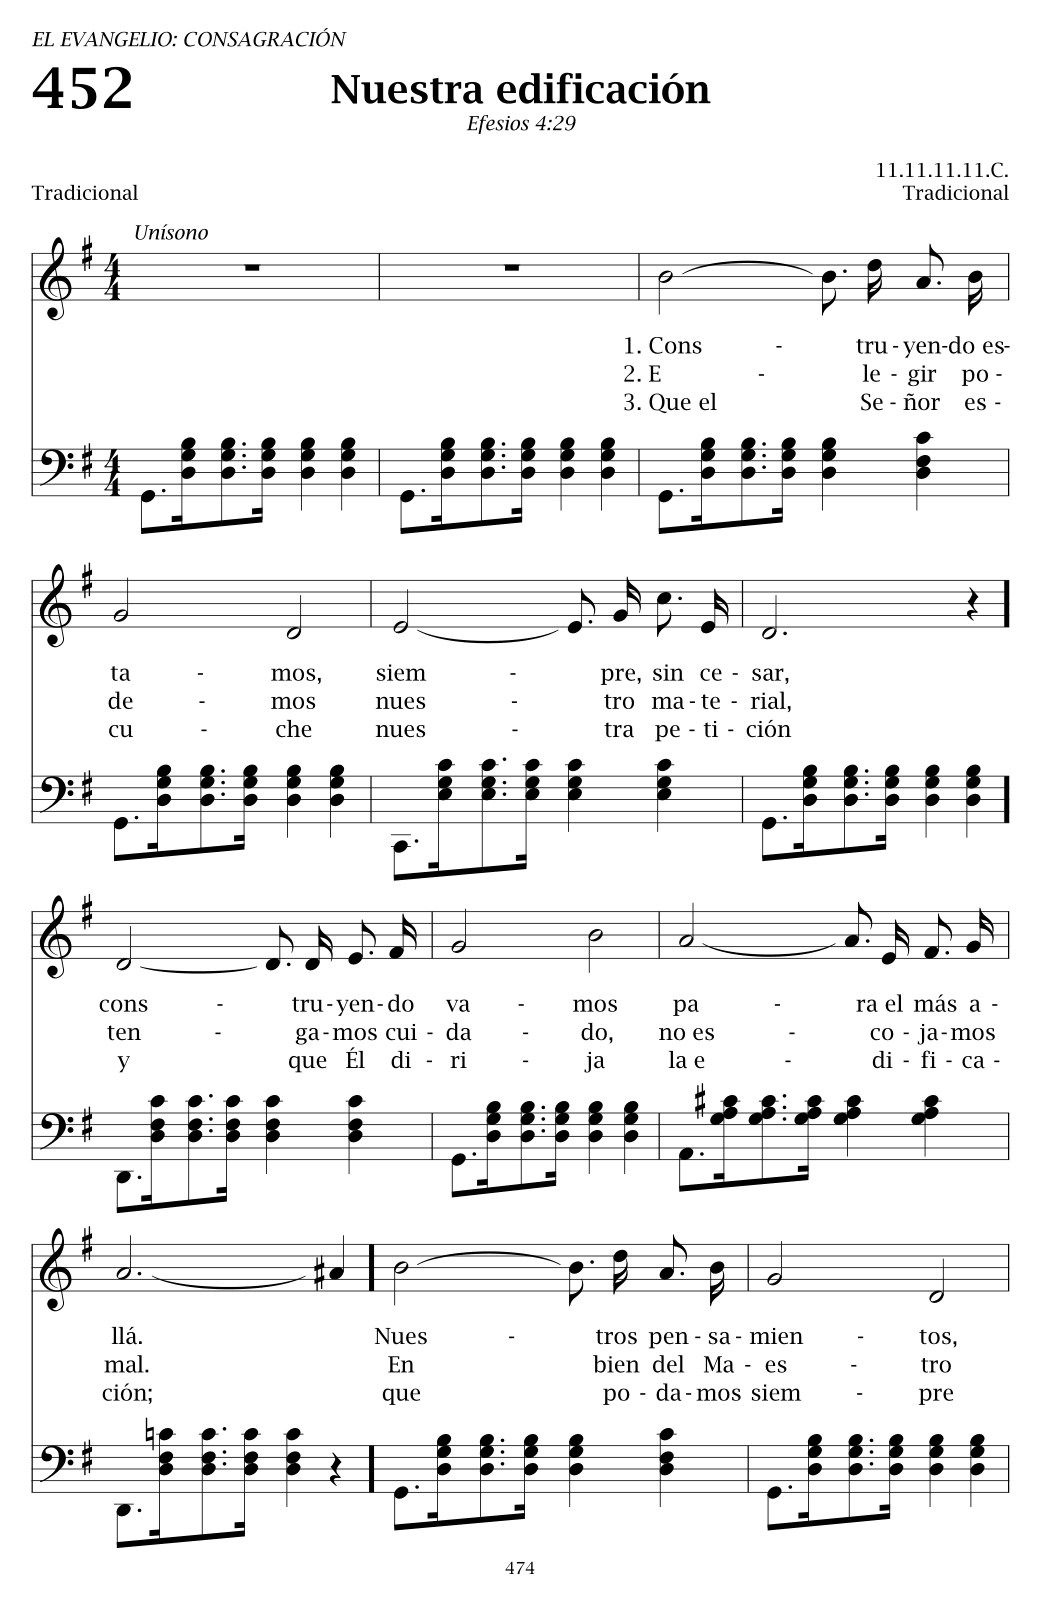 EL EVANGELIO: CONSAGRACIÓN
452
Nuestra edificación
Efesios 4:29
11.11.11.11.C.
Tradicional Tradicional
Unísono
1. Cons - tru - yen-do es-
2. E - le - gir po -
3. Que el Se - ñor es -
ta - mos, siem - pre, sin ce - sar,
de - mos nues - tro ma - te - rial,
cu - che nues - tra pe - ti - ción
cons - tru - yen - do va - mos pa - ra el más a -
ten - ga - mos cui - da - do, no es - co - ja - mos
y que Él di - ri - ja la e - di - fi - ca -
llá. Nues - tros pen - sa - mien - tos,
mal. En bien del Ma - es - tro
ción; que po - da - mos siem - pre
474